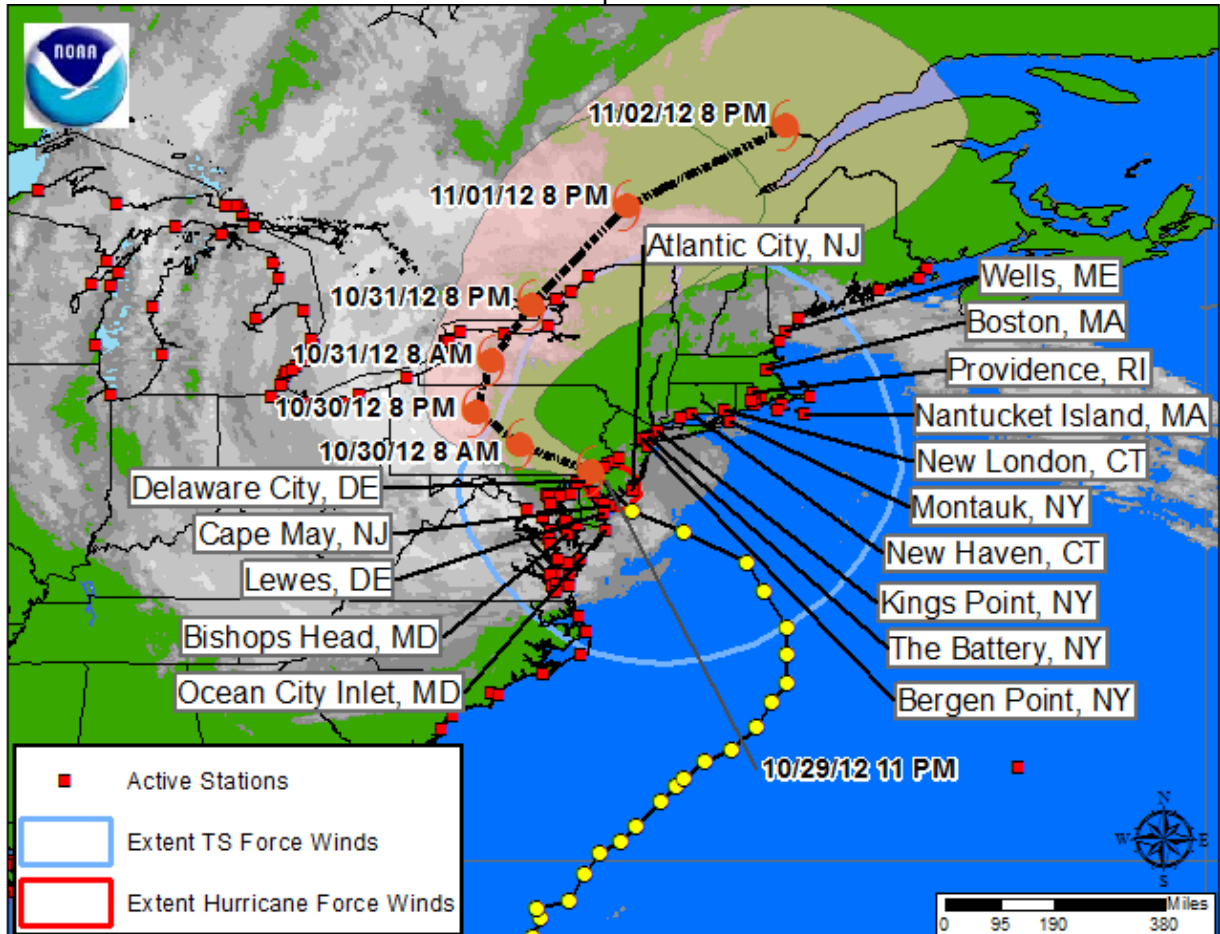 NOAA
11/02/12 8 PM
11/01/12 8 PM
Atlantic City, NJ
Wells, ME
10/31/12 8 PM
Boston, MA
10/31/12 8 AM
Providence, RI
10/30/12 8 PM
Nantucket Island, MA
10/30/12 8 AM
New London, CT
Delaware City, DE
Montauk, NY
Cape May, NJ
New Haven, CT
Lewes, DE
Kings Point, NY
Bishops Head, MD
The Battery, NY
Ocean City Inlet, MD
Bergen Point, NY
10/29/12 11 PM
Active Stations
Extent TS Force Winds
Extent Hurricane Force Winds
N
W
E
S
Miles
0 95 190 380